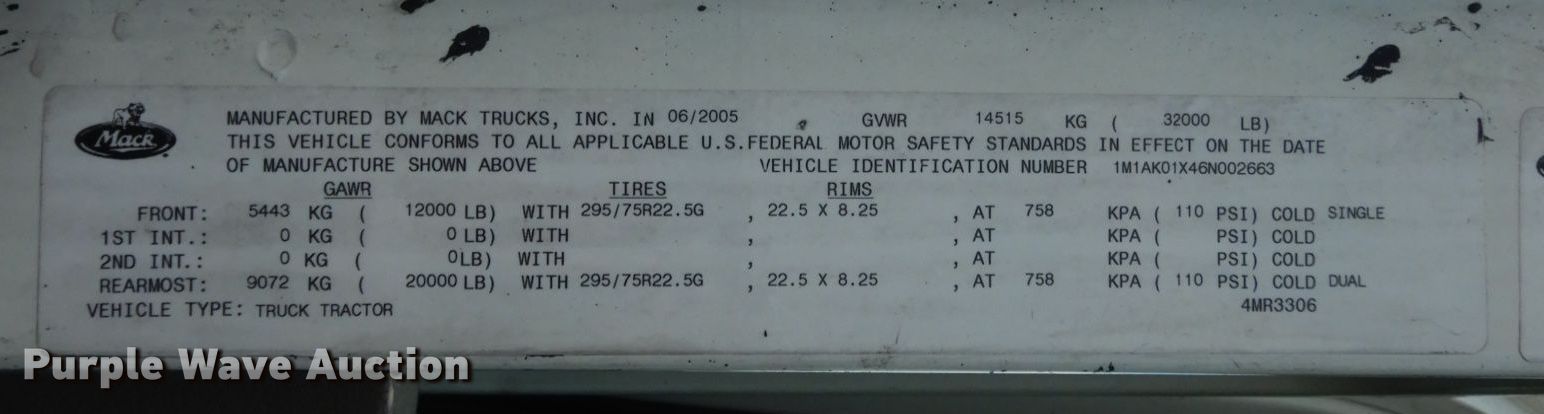 Mack
MANUFACTURED BY MACK TRUCKS, INC. IN 06/2005 GVWR 14515 KG ( 32000 LB)
THIS VEHICLE CONFORMS TO ALL APPLICABLE U.S.FEDERAL MOTOR SAFETY STANDARDS IN EFFECT ON THE DATE
OF MANUFACTURE SHOWN ABOVE VEHICLE IDENTIFICATION NUMBER 1M1AK01X46N002663
GAWR TIRES RIMS
FRONT: 5443 KG ( 12000 LB) WITH 295/75R22.5G , 22.5 X 8.25 , AT 758 KPA ( 110 PSI) COLD SINGLE
1ST INT.: 0 KG ( 0 LB) WITH , , AT KPA ( PSI) COLD
2ND INT.: 0 KG ( 0LB) WITH , , AT KPA ( PSI) COLD
REARMOST: 9072 KG ( 20000 LB) WITH 295/75R22.5G , 22.5 X 8.25 , AT 758 KPA ( 110 PSI) COLD DUAL
VEHICLE TYPE: TRUCK TRACTOR 4MR3306
Purple Wave Auction